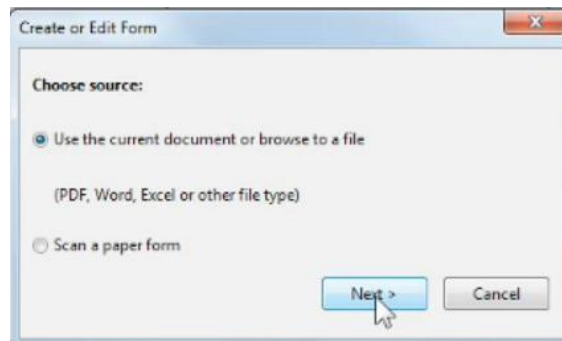 Create or Edit Form
Choose source:
Use the current document or browse to a file
(PDF, Word, Excel or other file type)
Scan a paper form
Next > Cancel